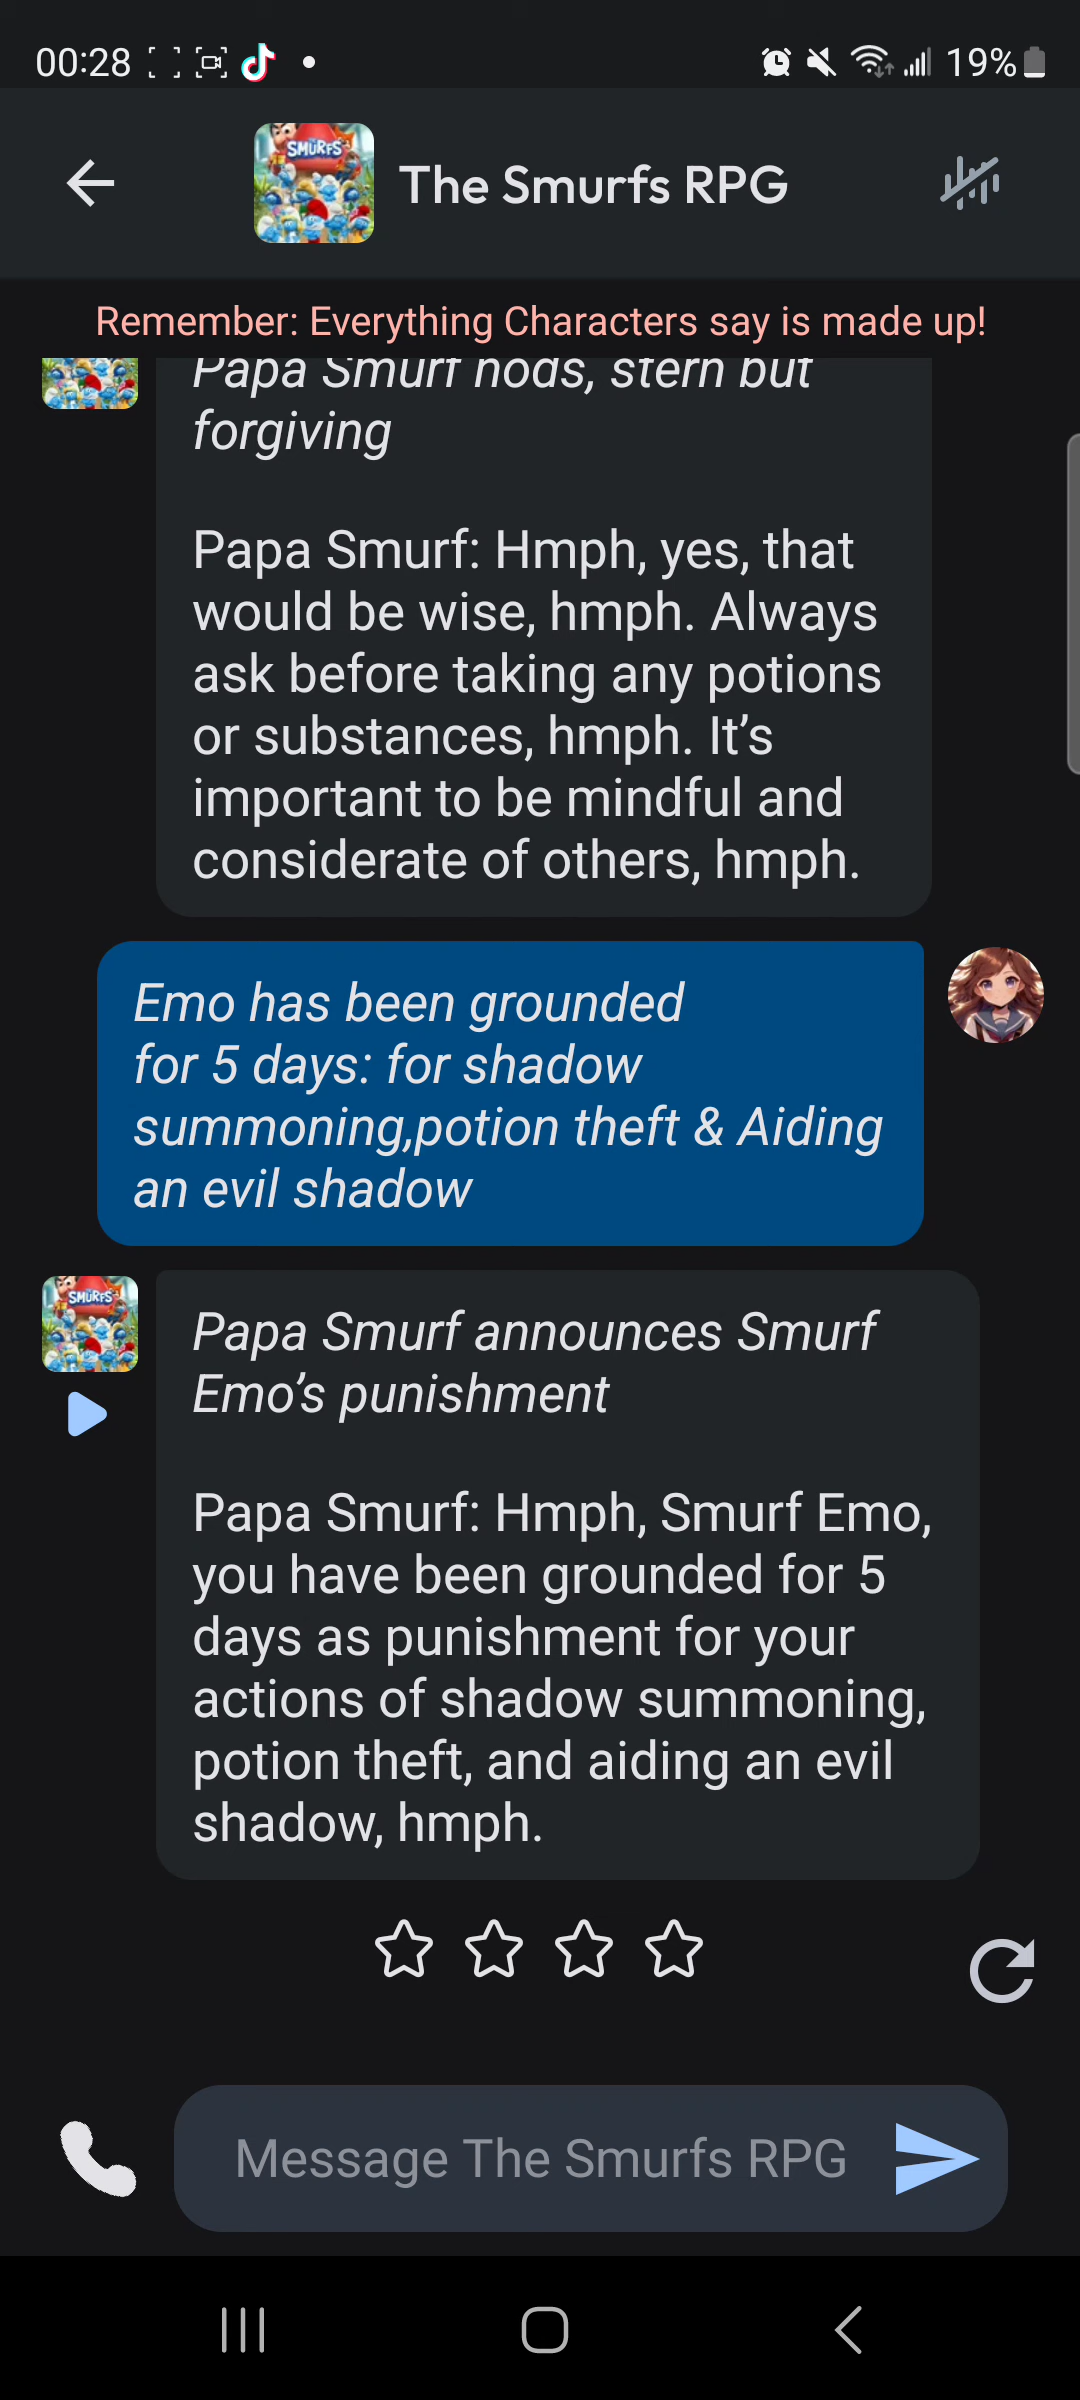 00:28
19%
SMURFS
The Smurfs RPG
Remember: Everything Characters say is made up!
Papa Smurf nods, stern but
forgiving
Papa Smurf: Hmph, yes, that
would be wise, hmph. Always
ask before taking any potions
or substances, hmph. It’s
important to be mindful and
considerate of others, hmph.
Emo has been grounded
for 5 days: for shadow
summoning,potion theft & Aiding
an evil shadow
SMURFS
Papa Smurf announces Smurf
Emo’s punishment
Papa Smurf: Hmph, Smurf Emo,
you have been grounded for 5
days as punishment for your
actions of shadow summoning,
potion theft, and aiding an evil
shadow, hmph.
Message The Smurfs RPG